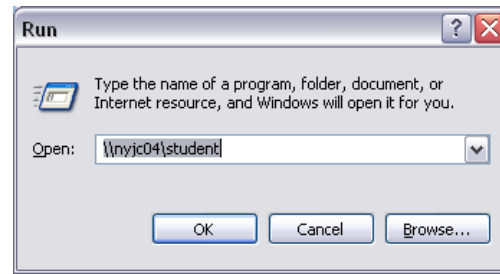 Run
Type the name of a program, folder, document, or
Internet resource, and Windows will open it for you.
Open: \\nyjc04\student
OK Cancel Browse...